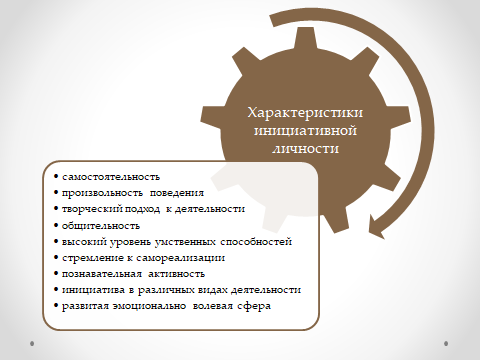 Характеристики
инициативной
личности
• самостоятельность
• произвольность поведения
• творческий подход к деятельности
• общительность
• высокий уровень умственных способностей
• стремление к самореализации
• познавательная активность
• инициатива в различных видах деятельности
• развитая эмоционально волевая сфера